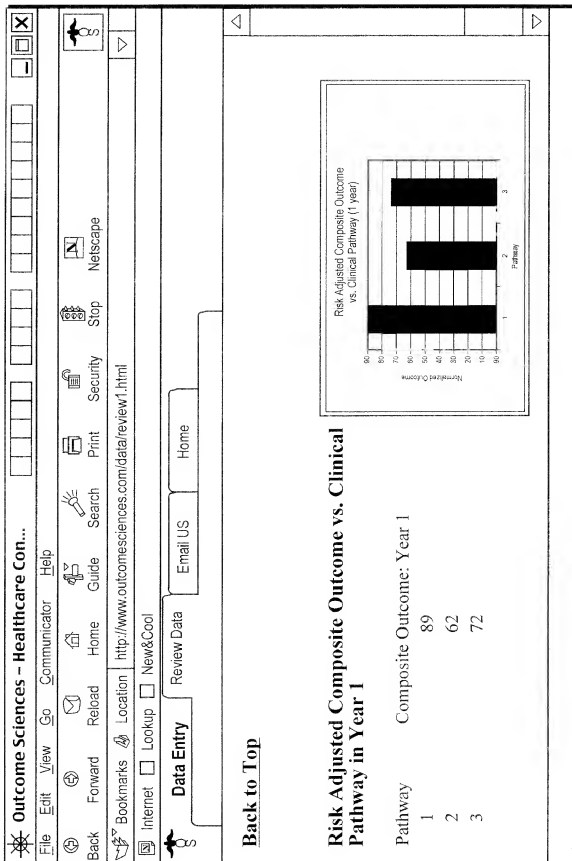 Outcome Sciences – Healthcare Con...
File Edit View Go Communicator Help
Back Forward Reload Home Guide Search Print Security Stop Netscape
N
Bookmarks Location http://www.outcomesciences.com/data/review1.html
Internet Lookup New&Cool
Data Entry Review Data Email US Home
Back to Top
Risk Adjusted Composite Outcome vs. Clinical
Pathway in Year 1
Pathway Composite Outcome: Year 1
1 89
2 62
3 72
Risk Adjusted Composite Outcome
vs. Clinical Pathway (1 year)
Normalized Outcome
90
80
70
60
50
40
30
20
10
1 2 3
Pathway